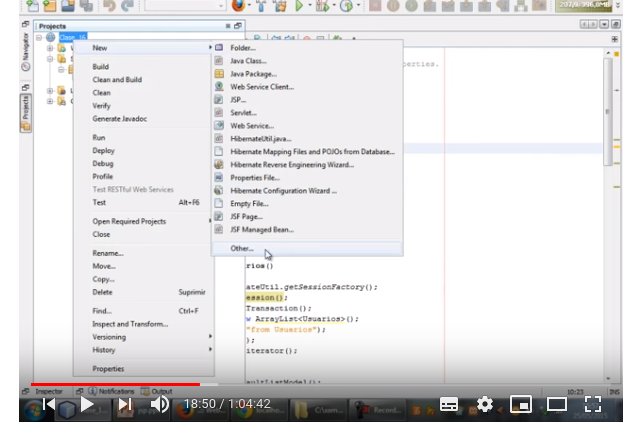 207/9/396,0MB
Projects
Clase_16
Navigator
Projects
New
Build
Clean and Build
Clean
Verify
Generate Javadoc
Run
Deploy
Debug
Profile
Test RESTful Web Services
Test Alt+F6
Open Required Projects
Close
Rename...
Move...
Copy...
Delete Suprimir
Find... Ctrl+F
Inspect and Transform...
Versioning
History
Properties
Folder...
Java Class...
Java Package...
Web Service Client...
JSP...
Servlet...
Web Service...
HibernateUtil.java...
Hibernate Mapping Files and POJOs from Database...
Hibernate Reverse Engineering Wizard...
Properties File...
Hibernate Configuration Wizard ...
Empty File...
JSF Page...
JSF Managed Bean...
Other...
perties.
rios()
ateUtil.getSessionFactory();
ession();
Transaction();
w ArrayList<Usuarios>();
"from Usuarios");
);
iterator();
aultListModel();
Inspector Notifications Output 10:23 INS
18:50 / 1:04:42